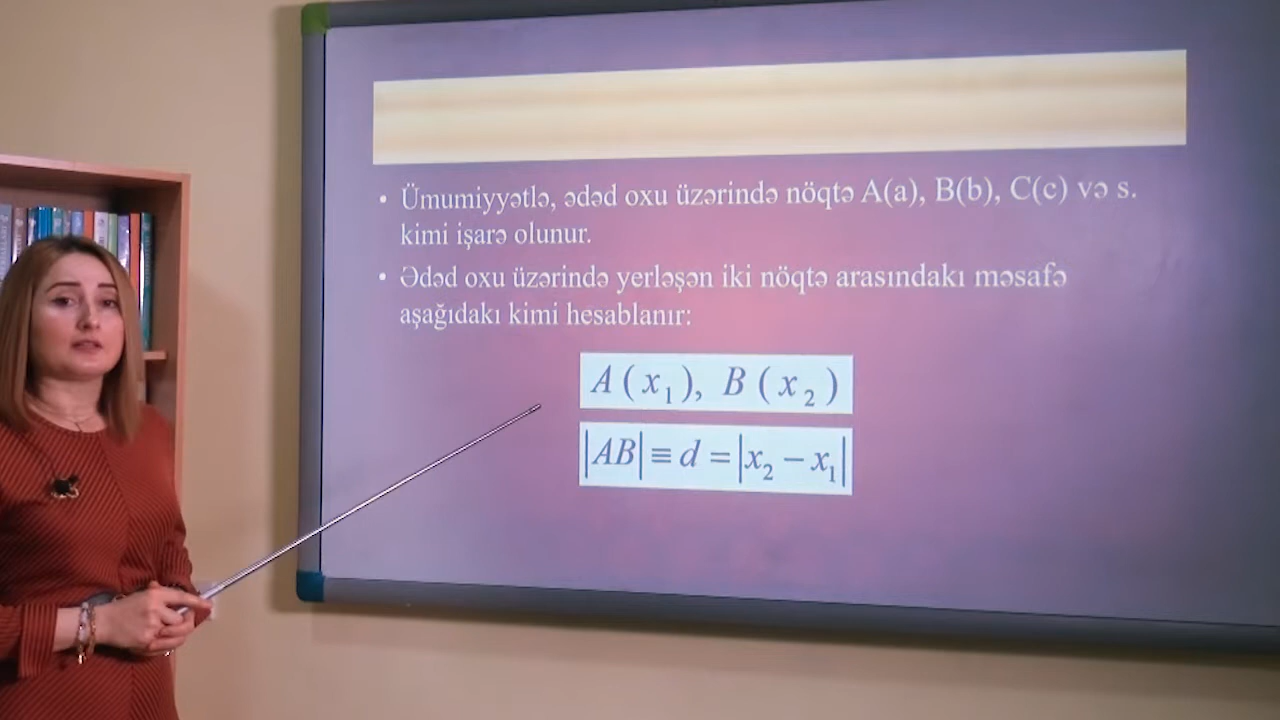 • Ümumiyyətlə, ədəd oxu üzərində nöqtə A(a), B(b), C(c) və s.
kimi işarə olunur.
• Ədəd oxu üzərində yerləşən iki nöqtə arasındakı məsafə
aşağıdakı kimi hesablanır:
A(x₁), B(x₂)
|AB| ≡ d = |x₂ − x₁|